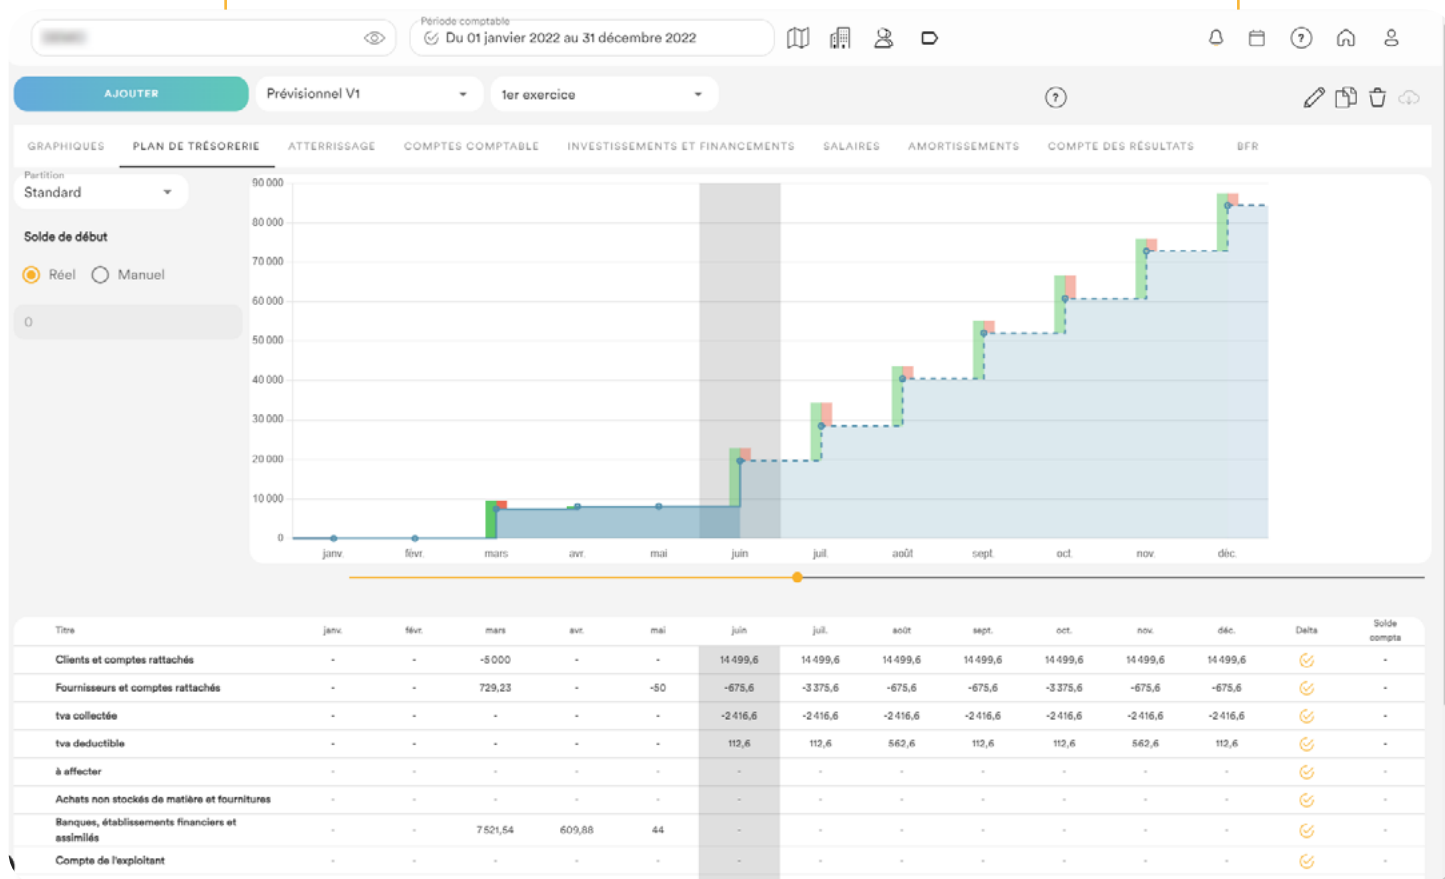 Période comptable
Du 01 janvier 2022 au 31 décembre 2022
?
AJOUTER
Prévisionnel V1
1er exercice
?
GRAPHIQUES PLAN DE TRÉSORERIE ATTERRISSAGE COMPTES COMPTABLE INVESTISSEMENTS ET FINANCEMENTS SALAIRES AMORTISSEMENTS COMPTE DES RÉSULTATS BFR
Partition
Standard
Solde de début
Réel Manuel
0
90 000
80 000
70 000
60 000
50 000
40 000
30 000
20 000
10 000
0
janv. févr. mars avr. mai juin juil. août sept. oct. nov. déc.
Titre janv. févr. mars avr. mai juin juil. août sept. oct. nov. déc. Delta Solde compta
Clients et comptes rattachés - - -5 000 - - 14 499,6 14 499,6 14 499,6 14 499,6 14 499,6 14 499,6 14 499,6 -
Fournisseurs et comptes rattachés - - 729,23 - -50 -675,6 -3 375,6 -675,6 -675,6 -3 375,6 -675,6 -675,6 -
tva collectée - - - - - -2 416,6 -2 416,6 -2 416,6 -2 416,6 -2 416,6 -2 416,6 -2 416,6 -
tva deductible - - - - - 112,6 112,6 562,6 112,6 112,6 562,6 112,6 -
à affecter - - - - - - - - - - - - -
Achats non stockés de matière et fournitures - - - - - - - - - - - - -
Banques, établissements financiers et
assimilés - - 7 521,54 609,88 44 - - - - - - - -
Compte de l'exploitant - - - - - - - - - - - - -